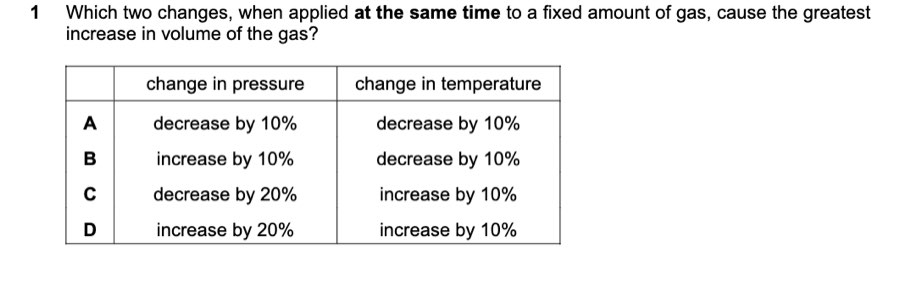 1 Which two changes, when applied at the same time to a fixed amount of gas, cause the greatest
increase in volume of the gas?
change in pressure change in temperature
A decrease by 10% decrease by 10%
B increase by 10% decrease by 10%
C decrease by 20% increase by 10%
D increase by 20% increase by 10%